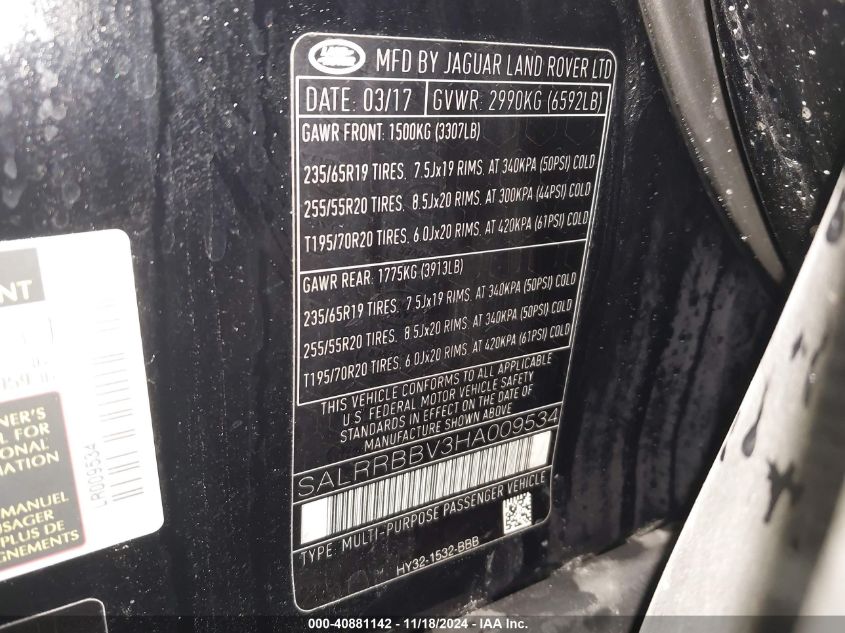 LAND ROVER
MFD BY JAGUAR LAND ROVER LTD
DATE: 03/17 GVWR: 2990KG (6592LB)
GAWR FRONT: 1500KG (3307LB)
235/65R19 TIRES, 7.5Jx19 RIMS, AT 340KPA (50PSI) COLD
255/55R20 TIRES, 8.5Jx20 RIMS, AT 300KPA (44PSI) COLD
T195/70R20 TIRES, 6.0Jx20 RIMS, AT 420KPA (61PSI) COLD
GAWR REAR: 1775KG (3913LB)
235/65R19 TIRES, 7.5Jx19 RIMS, AT 340KPA (50PSI) COLD
255/55R20 TIRES, 8.5Jx20 RIMS, AT 340KPA (50PSI) COLD
T195/70R20 TIRES, 6.0Jx20 RIMS, AT 420KPA (61PSI) COLD
THIS VEHICLE CONFORMS TO ALL APPLICABLE
U.S. FEDERAL MOTOR VEHICLE SAFETY
STANDARDS IN EFFECT ON THE DATE OF
MANUFACTURE SHOWN ABOVE
SALRRBBV3HA009534
TYPE: MULTI-PURPOSE PASSENGER VEHICLE
HY32-1532-BBB
NT
NER'S
L FOR
TIONAL
MATION
MANUEL
USAGER
PLUS DE
GNEMENTS
LR009534
000-40881142 - 11/18/2024 - IAA Inc.